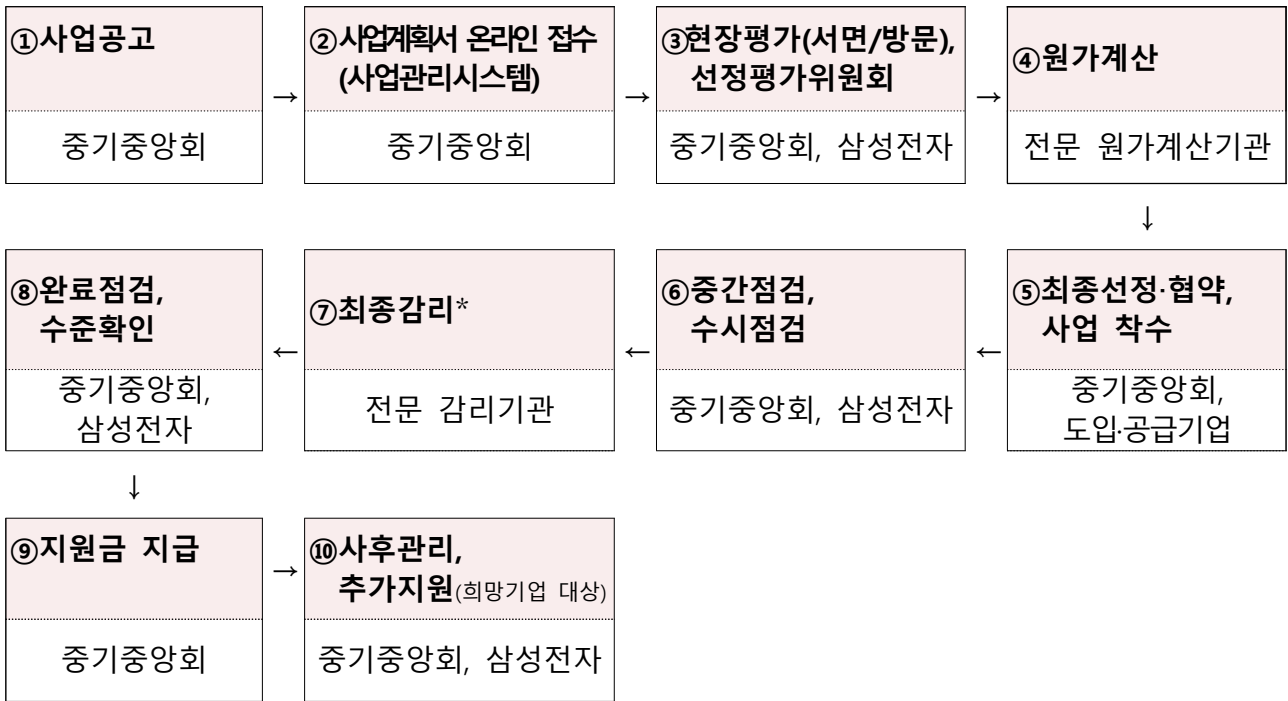 ①사업공고
중기중앙회
→
②사업계획서 온라인 접수
(사업관리시스템)
중기중앙회
→
③현장평가(서면/방문),
선정평가위원회
중기중앙회, 삼성전자
→
④원가계산
전문 원가계산기관
↓
⑤최종선정·협약,
사업 착수
중기중앙회,
도입·공급기업
←
⑥중간점검,
수시점검
중기중앙회, 삼성전자
←
⑦최종감리*
전문 감리기관
←
⑧완료점검,
수준확인
중기중앙회,
삼성전자
↓
⑨지원금 지급
중기중앙회
→
⑩사후관리,
추가지원(희망기업 대상)
중기중앙회, 삼성전자